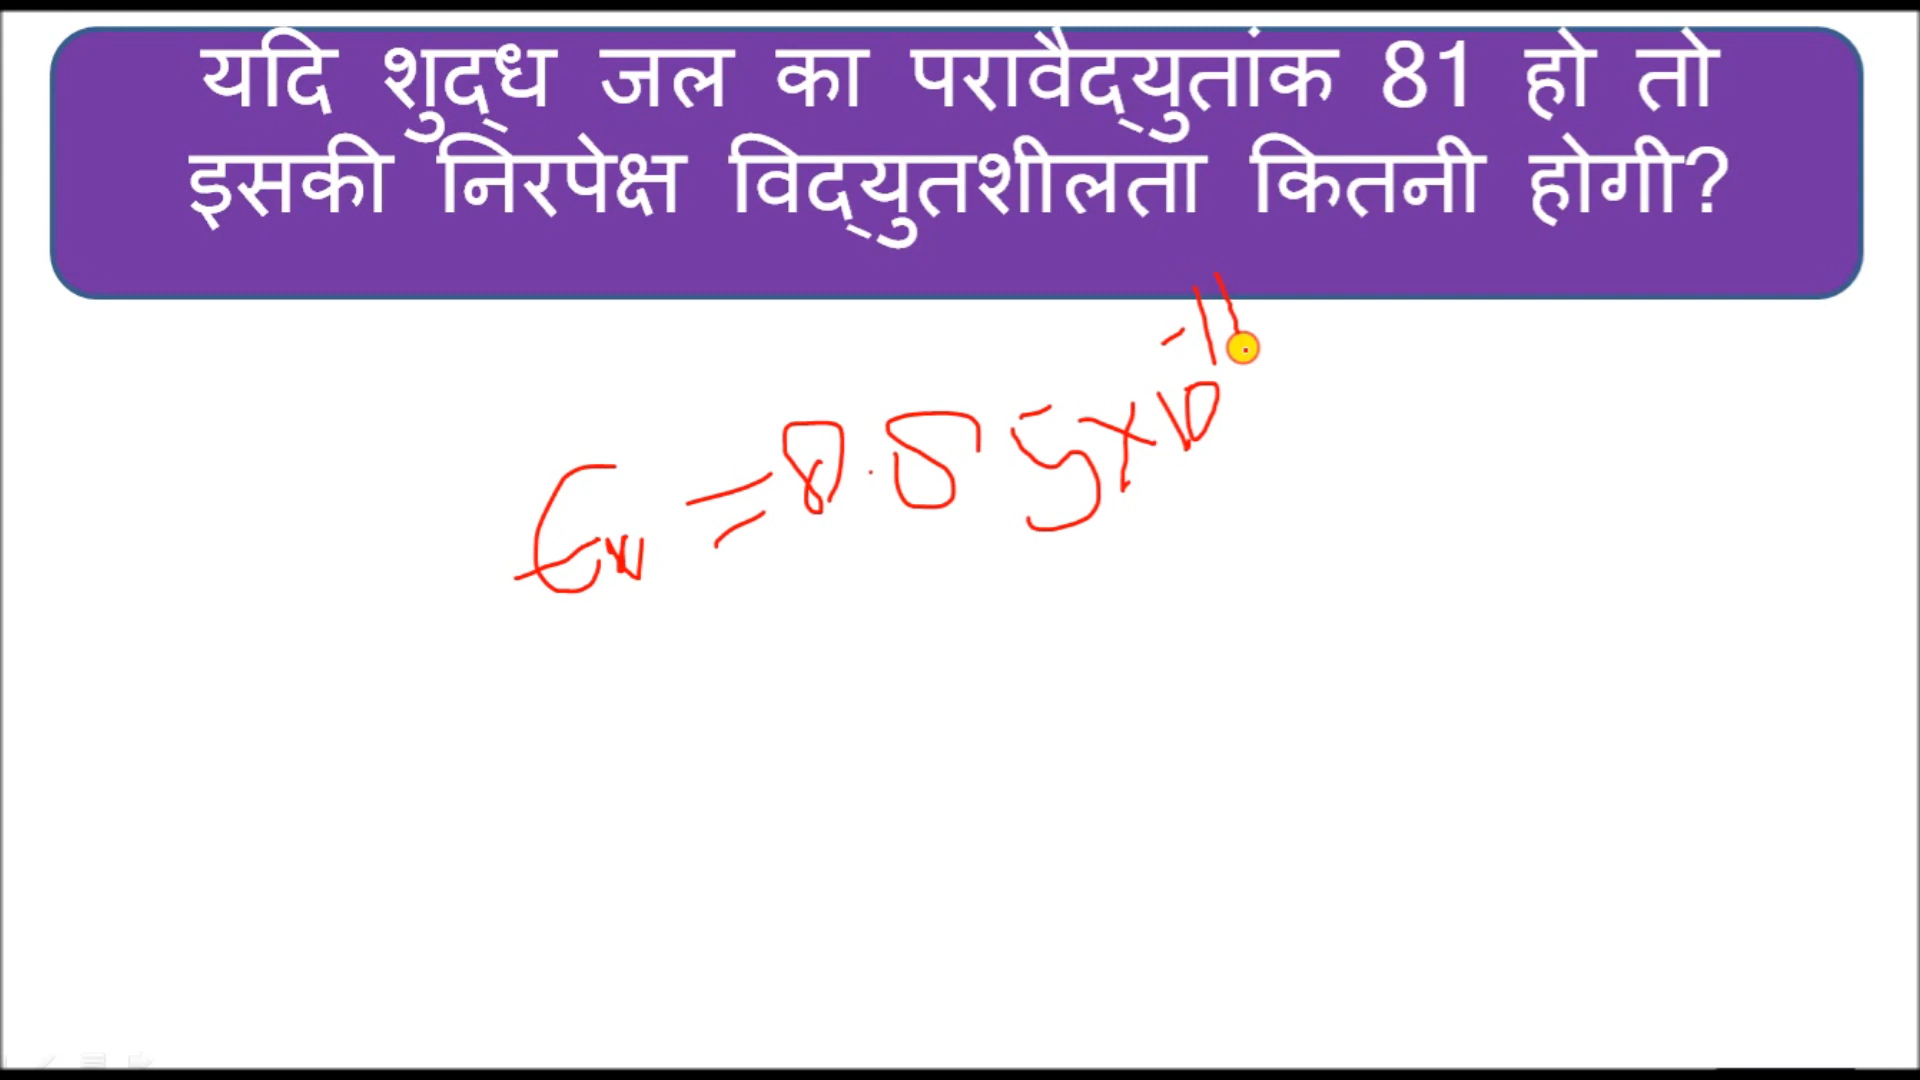 यदि शुद्ध जल का परावैद्युतांक 81 हो तो
इसकी निरपेक्ष विद्युतशीलता कितनी होगी?
ϵw = 8.85×10⁻¹¹